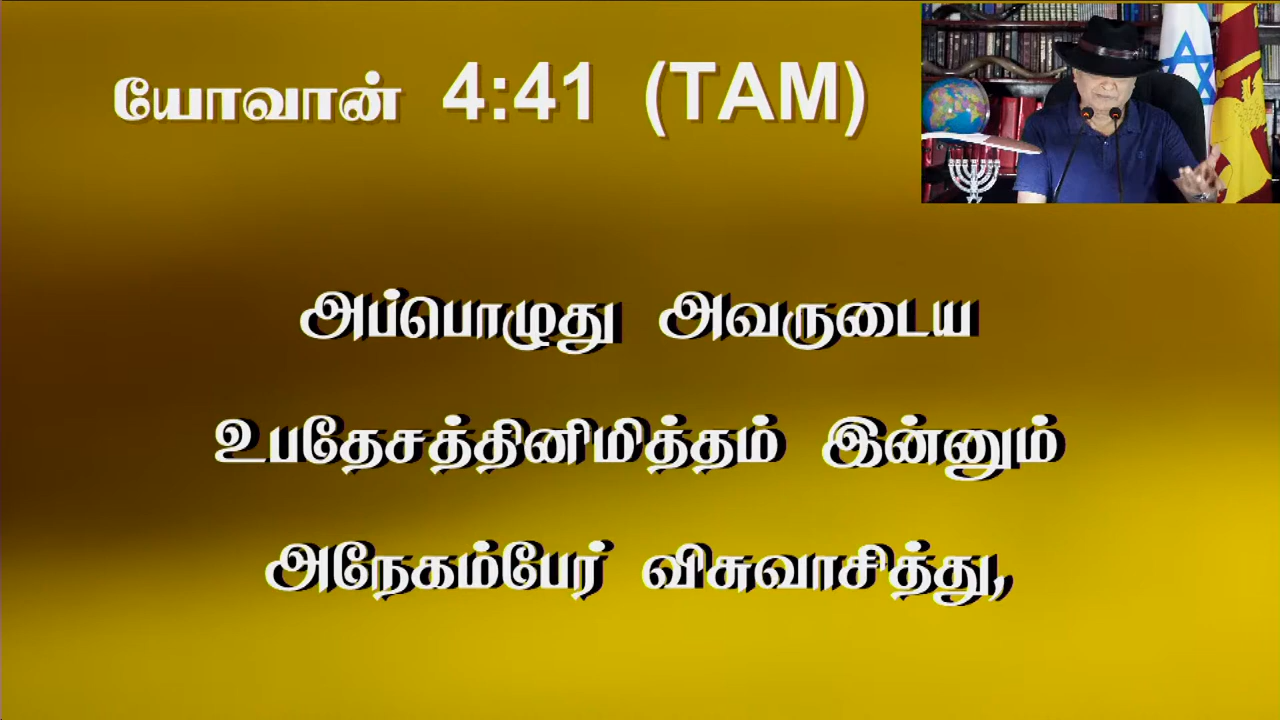 யோவான் 4:41 (TAM)
அப்பொழுது அவருடைய
உபதேசத்தினிமித்தம் இன்னும்
அநேகம்பேர் விசுவாசித்து,